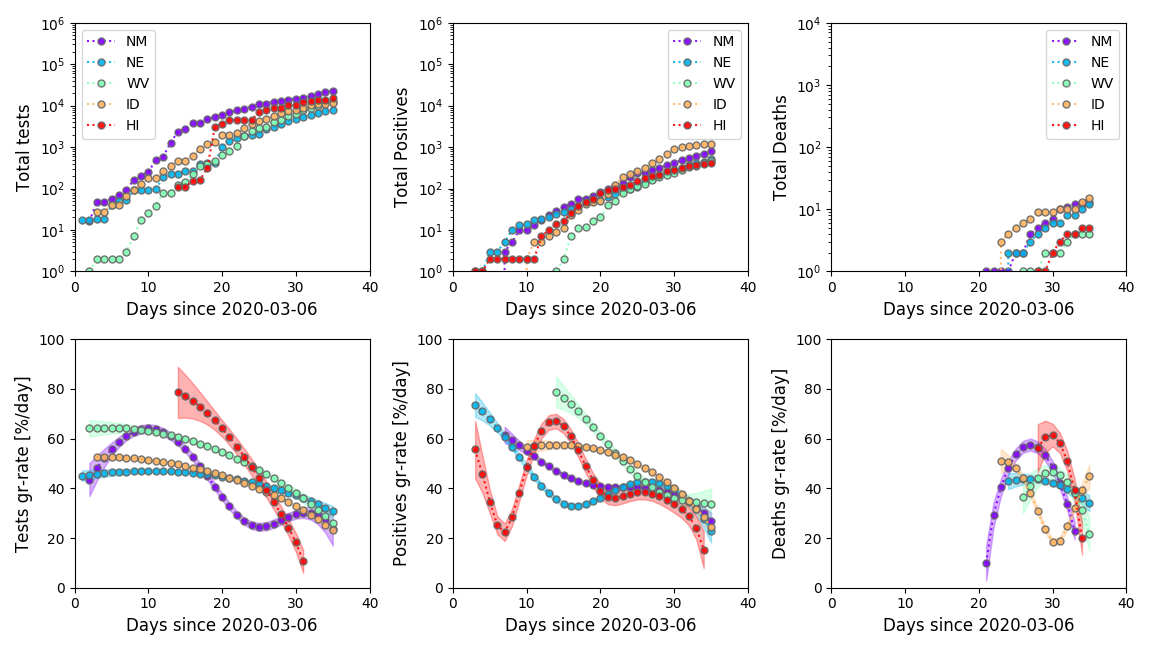 Total tests
10^6
10^5
10^4
10^3
10^2
10^1
10^0
0 10 20 30 40
Days since 2020-03-06
NM
NE
WV
ID
HI
Total Positives
10^6
10^5
10^4
10^3
10^2
10^1
10^0
0 10 20 30 40
Days since 2020-03-06
NM
NE
WV
ID
HI
Total Deaths
10^4
10^3
10^2
10^1
10^0
0 10 20 30 40
Days since 2020-03-06
NM
NE
WV
ID
HI
Tests gr-rate [%/day]
100
80
60
40
20
0
0 10 20 30 40
Days since 2020-03-06
Positives gr-rate [%/day]
100
80
60
40
20
0
0 10 20 30 40
Days since 2020-03-06
Deaths gr-rate [%/day]
100
80
60
40
20
0
0 10 20 30 40
Days since 2020-03-06